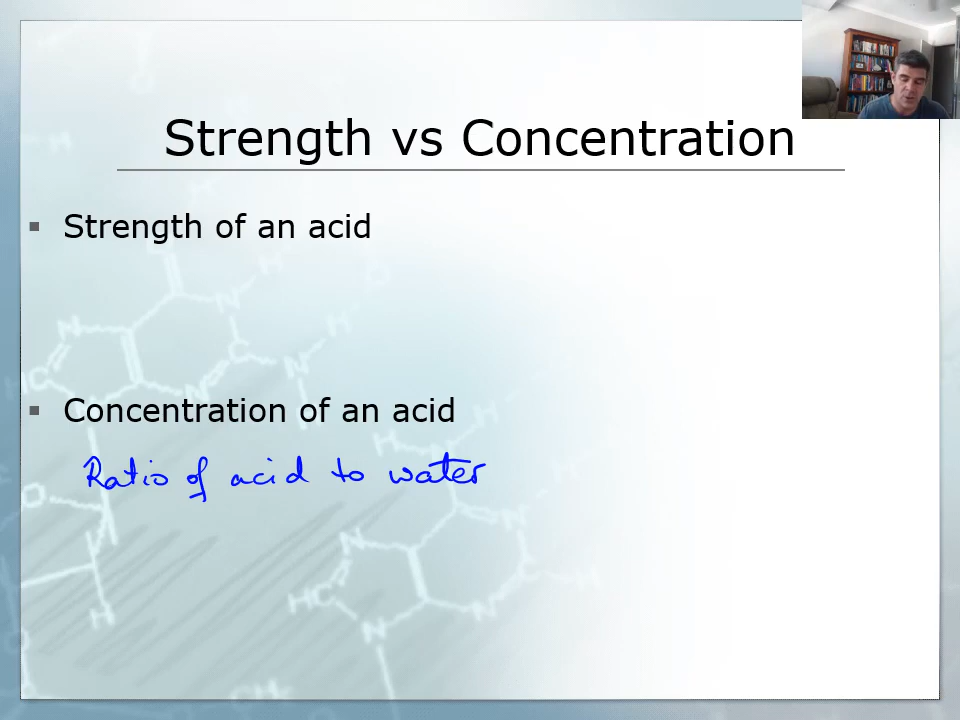 Strength vs Concentration
▪ Strength of an acid
▪ Concentration of an acid
Ratio of acid to water